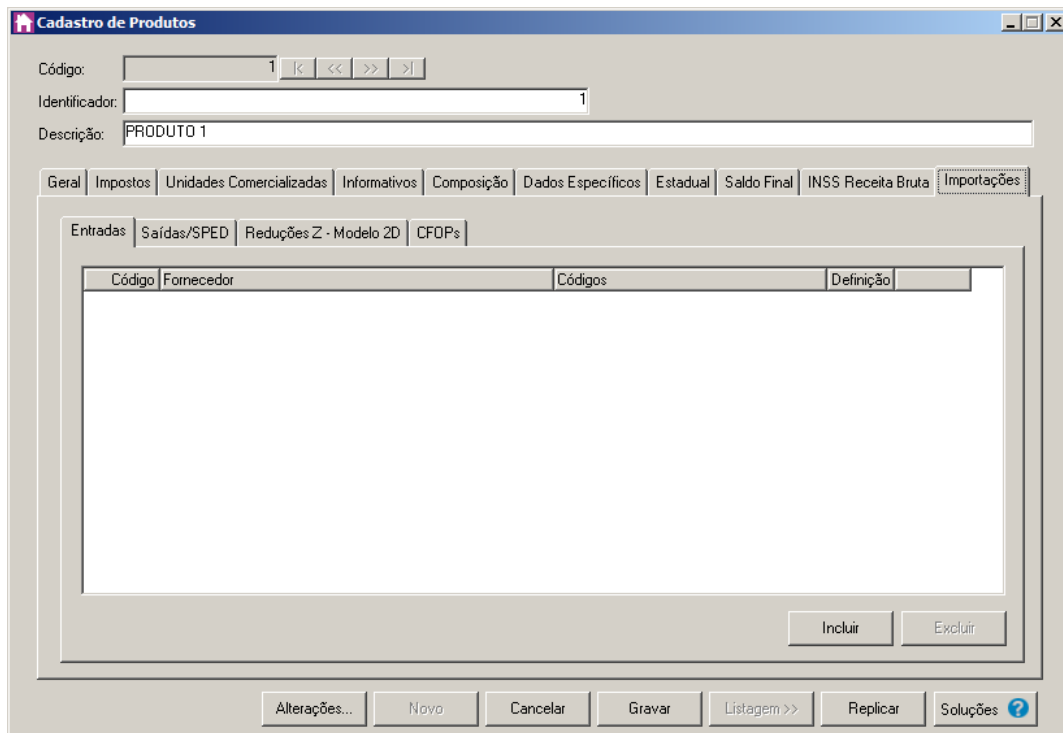 Cadastro de Produtos
Código: 1 |< << >> >|
Identificador: 1
Descrição: PRODUTO 1
Geral Impostos Unidades Comercializadas Informativos Composição Dados Específicos Estadual Saldo Final INSS Receita Bruta Importações
Entradas Saídas/SPED Reduções Z - Modelo 2D CFOPs
Código Fornecedor Códigos Definição
Incluir Excluir
Alterações... Novo Cancelar Gravar Listagem >> Replicar Soluções ?